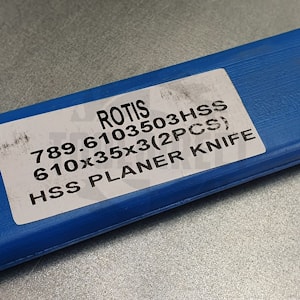 ROTIS
789.6103503HSS
610x35x3(2PCS)
HSS PLANER KNIFE